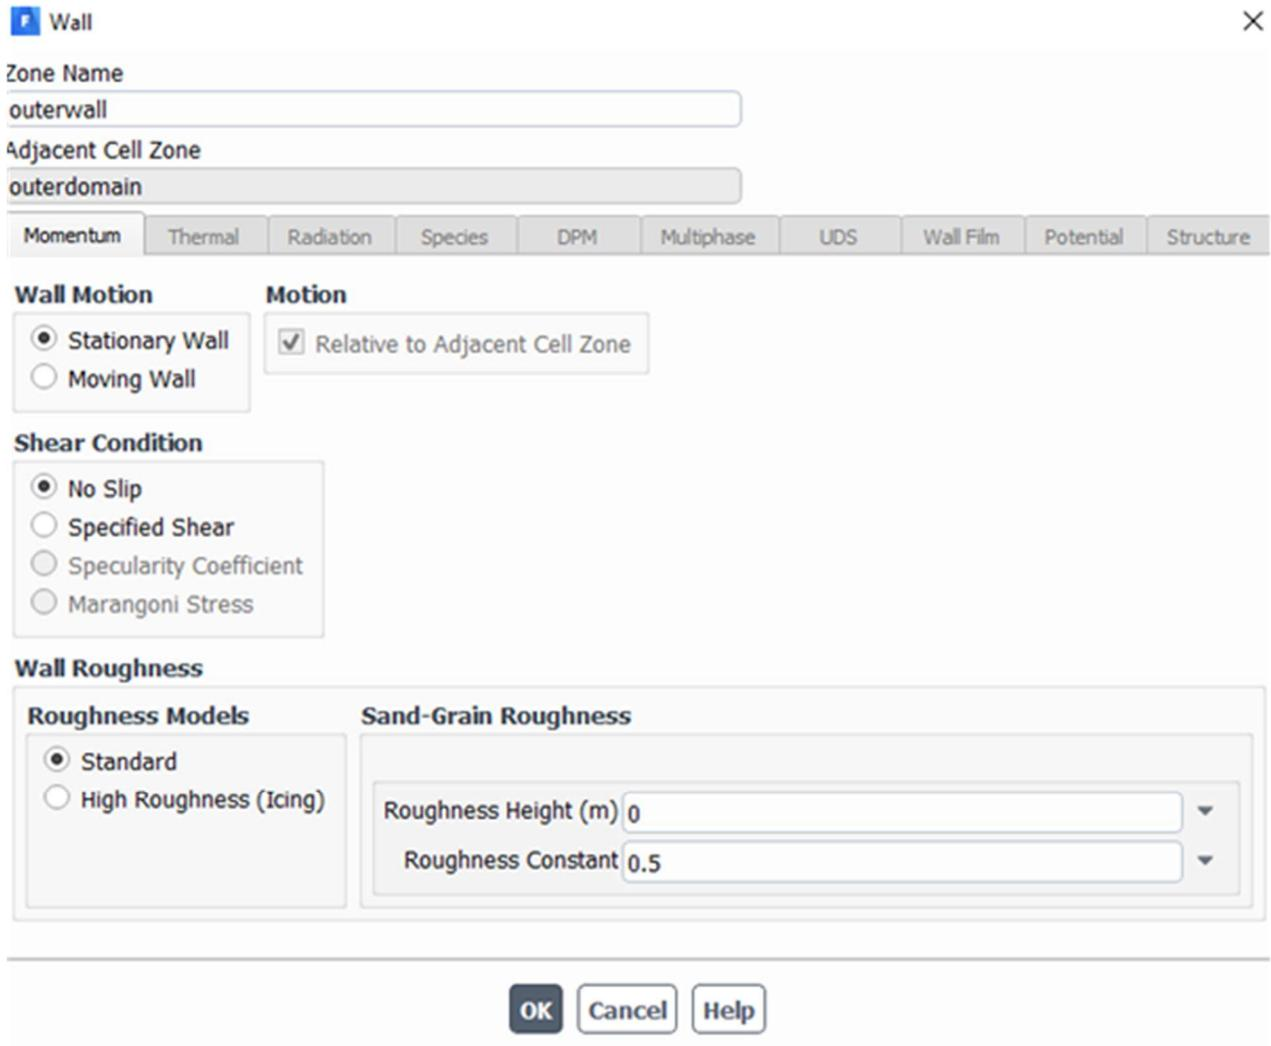 F Wall
Zone Name
outerwall
Adjacent Cell Zone
outerdomain
Momentum Thermal Radiation Species DPM Multiphase UDS Wall Film Potential Structure
Wall Motion Motion
Stationary Wall Relative to Adjacent Cell Zone
Moving Wall
Shear Condition
No Slip
Specified Shear
Specularity Coefficient
Marangoni Stress
Wall Roughness
Roughness Models Sand-Grain Roughness
Standard
High Roughness (Icing)
Roughness Height (m) 0
Roughness Constant 0.5
OK Cancel Help